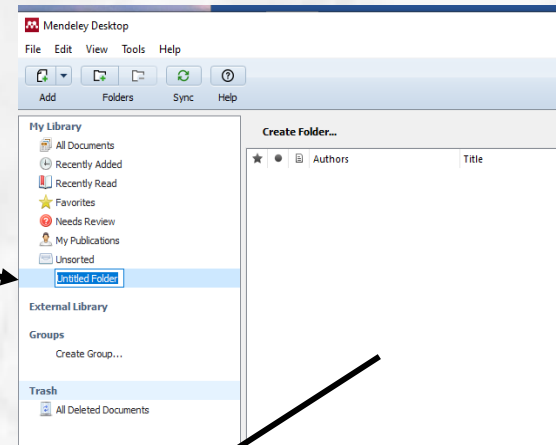 Mendeley Desktop
File Edit View Tools Help
Add Folders Sync Help
My Library
All Documents
Recently Added
Recently Read
Favorites
Needs Review
My Publications
Unsorted
Untitled Folder
External Library
Groups
Create Group...
Trash
All Deleted Documents
Create Folder...
Authors Title